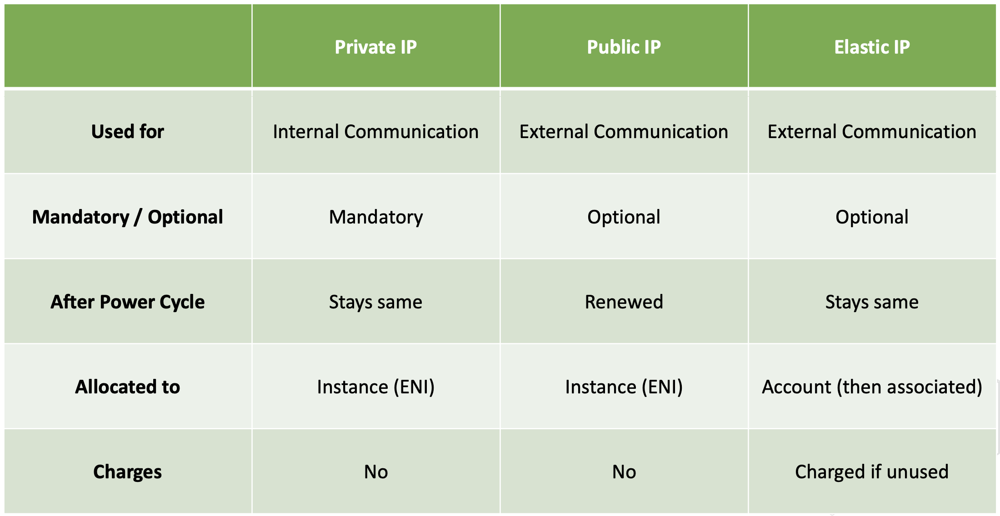 Private IP
Public IP
Elastic IP
Used for
Internal Communication
External Communication
External Communication
Mandatory / Optional
Mandatory
Optional
Optional
After Power Cycle
Stays same
Renewed
Stays same
Allocated to
Instance (ENI)
Instance (ENI)
Account (then associated)
Charges
No
No
Charged if unused